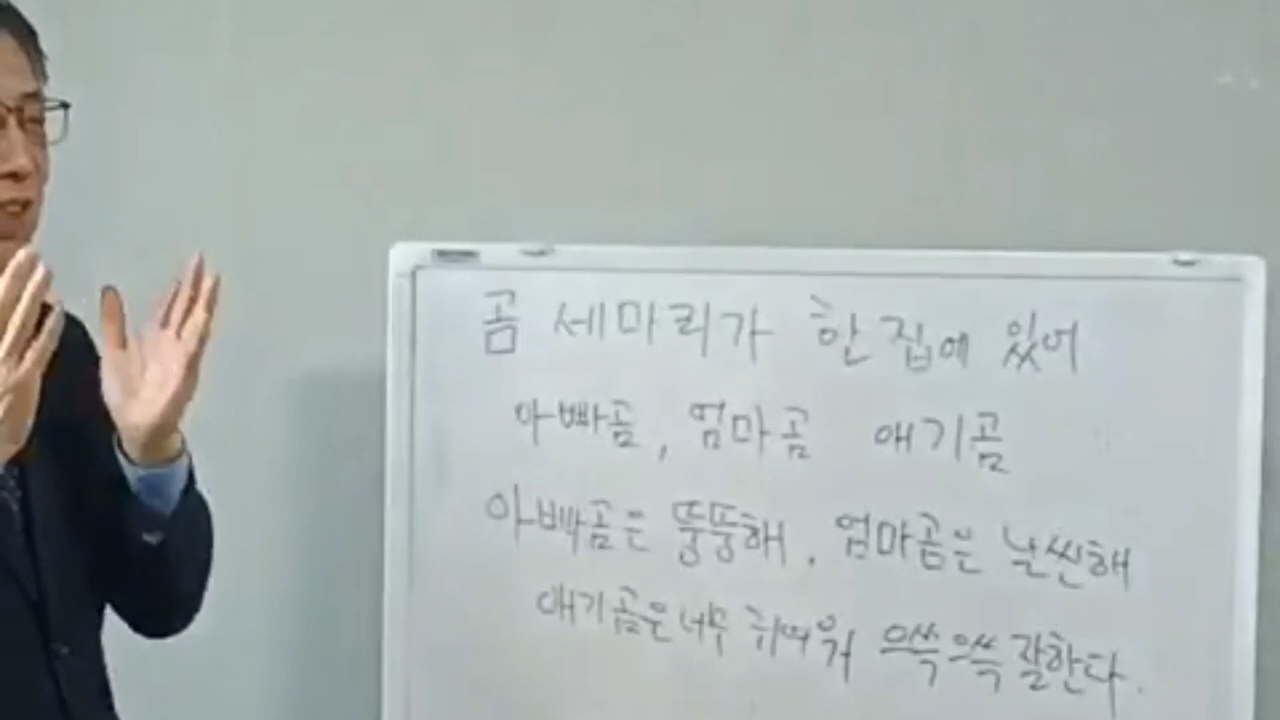 곰 세마리가 한 집에 있어
아빠곰, 엄마곰 애기곰
아빠곰은 뚱뚱해. 엄마곰은 날씬해
애기곰은 너무 귀여워 으쓱으쓱 잘한다.